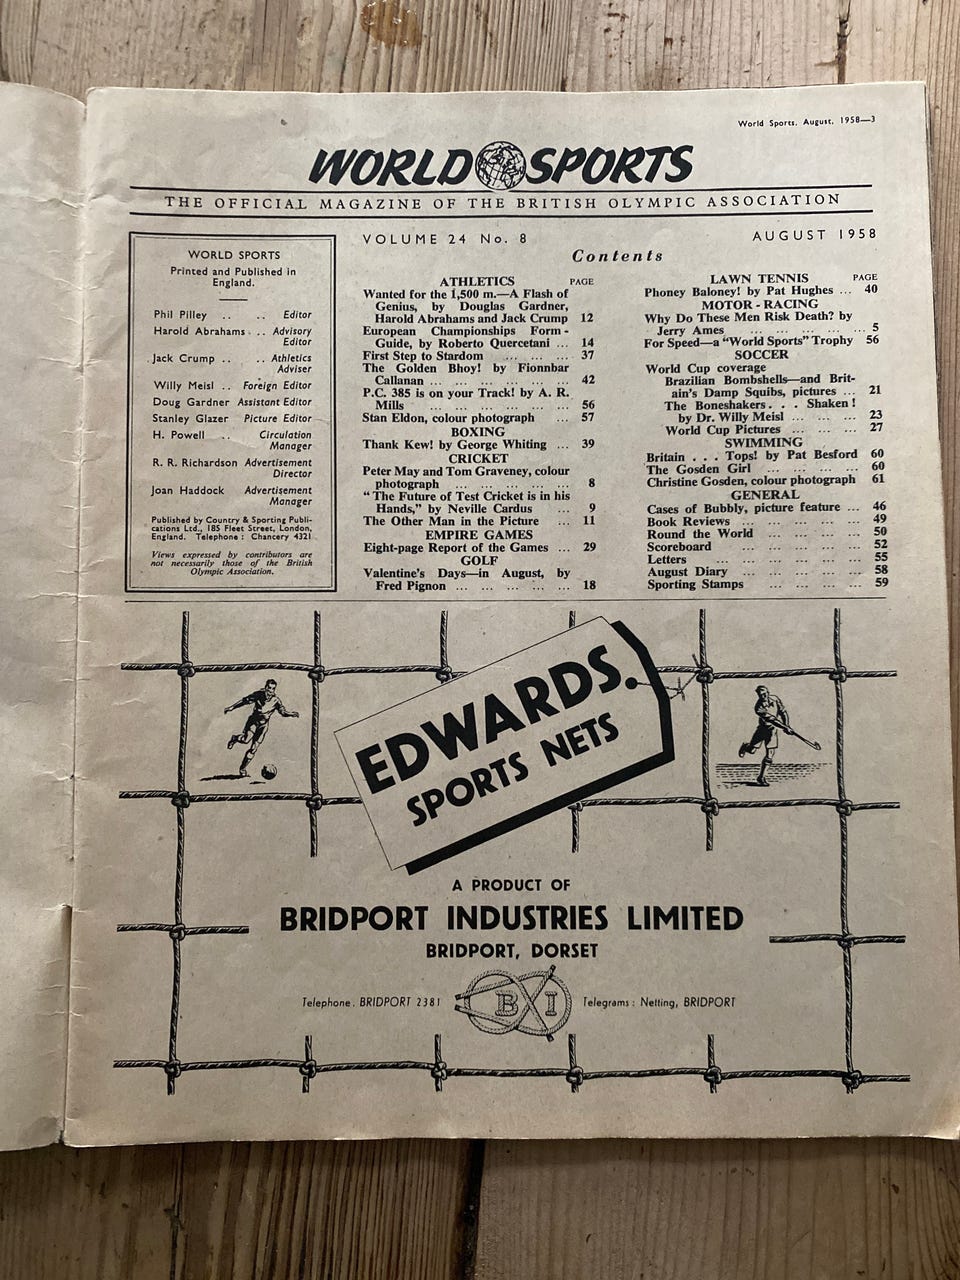 World Sports. August. 1958—3
WORLD SPORTS
THE OFFICIAL MAGAZINE OF THE BRITISH OLYMPIC ASSOCIATION
WORLD SPORTS
Printed and Published in
England.
Phil Pilley .. .. Editor
Harold Abrahams .. Advisory
Editor
Jack Crump .. .. Athletics
Adviser
Willy Meisl .. Foreign Editor
Doug Gardner Assistant Editor
Stanley Glazer Picture Editor
H. Powell .. Circulation
Manager
R. R. Richardson Advertisement
Director
Joan Haddock Advertisement
Manager
Published by Country & Sporting Publi-
cations Ltd., 185 Fleet Street, London,
England. Telephone : Chancery 4321
Views expressed by contributors are
not necessarily those of the British
Olympic Association.
VOLUME 24 No. 8
AUGUST 1958
Contents
ATHLETICS PAGE
Wanted for the 1,500 m.—A Flash of
Genius, by Douglas Gardner,
Harold Abrahams and Jack Crump 12
European Championships Form-
Guide, by Roberto Quercetani ... 14
First Step to Stardom ... ... ... 37
The Golden Bhoy! by Fionnbar
Callanan ... ... ... ... ... ... 42
P.C. 385 is on your Track! by A. R.
Mills ... ... ... ... ... ... 56
Stan Eldon, colour photograph ... 57
BOXING
Thank Kew! by George Whiting ... 39
CRICKET
Peter May and Tom Graveney, colour
photograph ... ... ... ... ... 8
“The Future of Test Cricket is in his
Hands,” by Neville Cardus ... 9
The Other Man in the Picture ... 11
EMPIRE GAMES
Eight-page Report of the Games ... 29
GOLF
Valentine's Days—in August, by
Fred Pignon ... ... ... ... ... 18
LAWN TENNIS PAGE
Phoney Baloney! by Pat Hughes ... 40
MOTOR-RACING
Why Do These Men Risk Death? by
Jerry Ames ... ... ... ... ... 5
For Speed—a “World Sports” Trophy 56
SOCCER
World Cup coverage
Brazilian Bombshells—and Brit-
ain's Damp Squibs, pictures ... 21
The Boneshakers. . . Shaken!
by Dr. Willy Meisl ... ... ... 23
World Cup Pictures ... ... ... 27
SWIMMING
Britain . . . Tops! by Pat Besford 60
The Gosden Girl ... ... ... ... 60
Christine Gosden, colour photograph 61
GENERAL
Cases of Bubbly, picture feature ... 46
Book Reviews ... ... ... ... ... 49
Round the World ... ... ... ... 50
Scoreboard ... ... ... ... ... 52
Letters ... ... ... ... ... ... 55
August Diary ... ... ... ... ... 58
Sporting Stamps ... ... ... ... 59
EDWARDS.
SPORTS NETS
A PRODUCT OF
BRIDPORT INDUSTRIES LIMITED
BRIDPORT, DORSET
Telephone. BRIDPORT 2381
B I
Telegrams : Netting, BRIDPORT